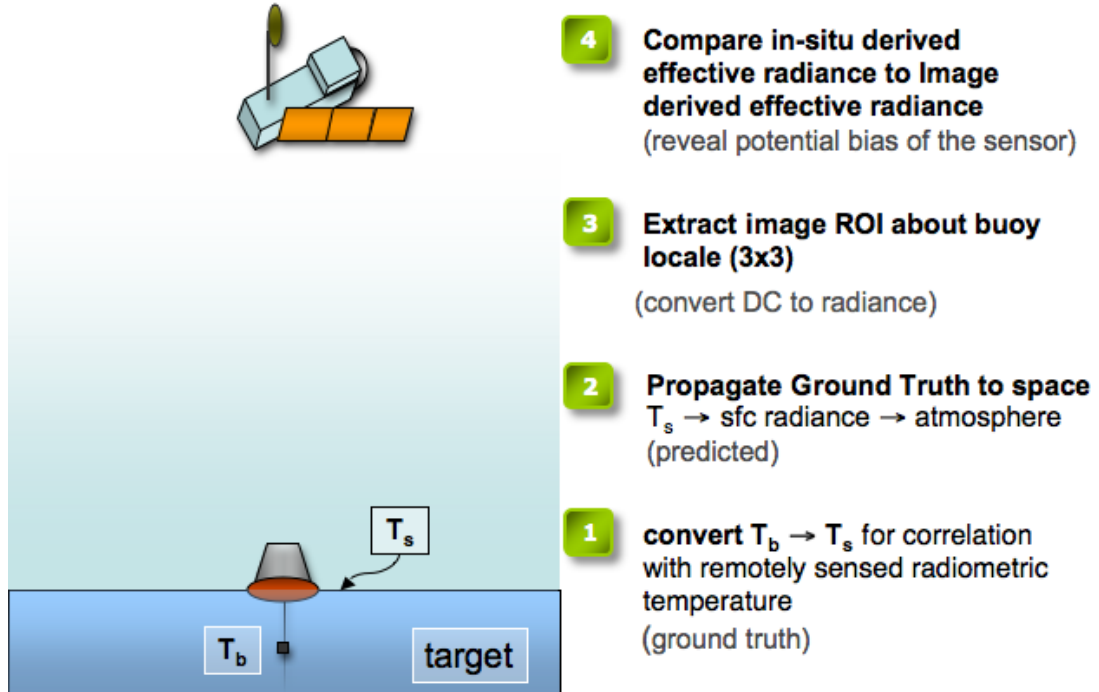 4
Compare in-situ derived
effective radiance to Image
derived effective radiance
(reveal potential bias of the sensor)
3
Extract image ROI about buoy
locale (3x3)
(convert DC to radiance)
2
Propagate Ground Truth to space
Tₛ → sfc radiance → atmosphere
(predicted)
1
convert T_b → Tₛ for correlation
with remotely sensed radiometric
temperature
(ground truth)
Tₛ
T_b
target